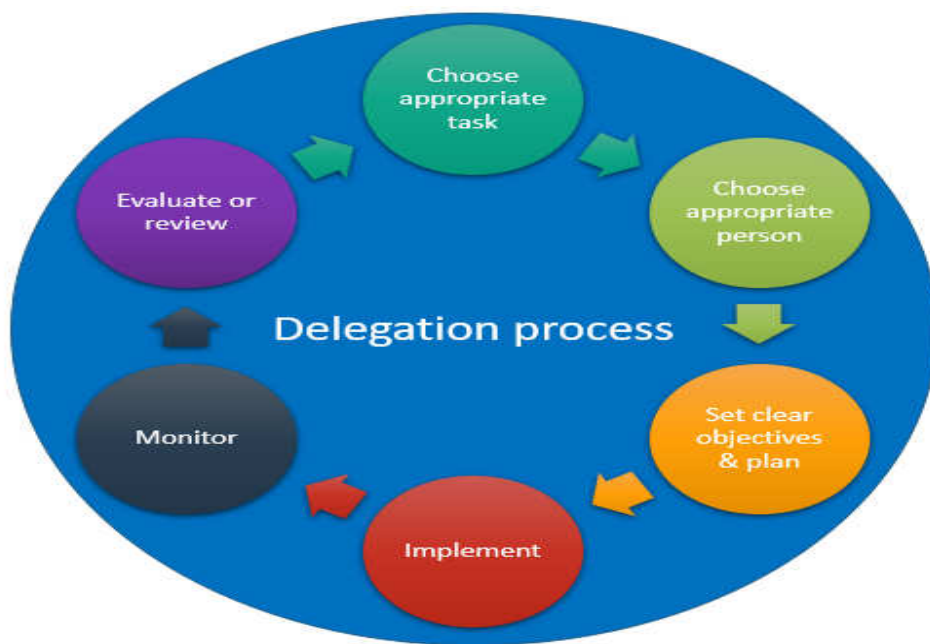 Choose
appropriate
task
Choose
appropriate
person
Set clear
objectives
& plan
Implement
Monitor
Evaluate or
review
Delegation process